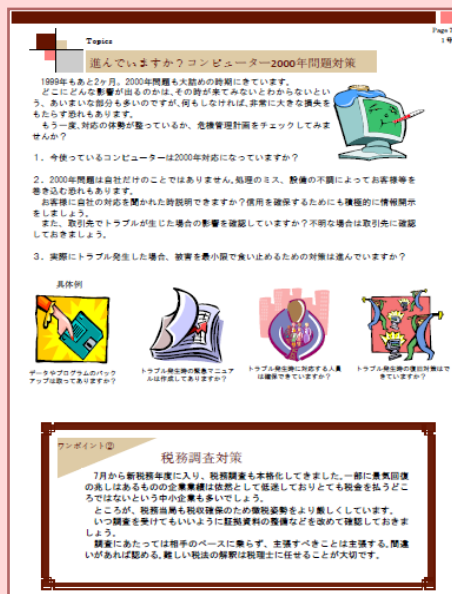 Page
1号
Topics
進んでいますか？コンピューター2000年問題対策
1999年もあと2ヶ月。2000年問題も大詰めの時期にきています。
どこにどんな影響が出るのかは、その時が来てみないとわからないとい
う、あいまいな部分も多いのですが、何もしなければ、非常に大きな損失を
もたらす恐れもあります。
もう一度、対応の体勢が整っているか、危機管理計画をチェックしてみま
せんか？
1．今使っているコンピューターは2000年対応になっていますか？
2．2000年問題は自社だけのことではありません。処理のミス、設備の不調によってお客様等を
巻き込む恐れもあります。
お客様に自社の対応を聞かれた時説明できますか？信用を確保するためにも積極的に情報開示
をしましょう。
また、取引先でトラブルが生じた場合の影響を確認していますか？不明な場合は取引先に確認
しておきましょう。
3．実際にトラブル発生した場合、被害を最小限で食い止めるための対策は進んでいますか？
具体例
データやプログラムのバック
アップは取ってありますか？
トラブル発生時の緊急マニュア
ルは作成してありますか？
トラブル発生時に対応する人員
は確保できていますか？
トラブル発生時の復旧対策はで
きていますか？
ワンポイント②
税務調査対策
7月から新税務年度に入り、税務調査も本格化してきました。一部に景気回復
の兆しはあるものの企業業績は依然として低迷しておりとても税金を払うどこ
ろではないという中小企業も多いでしょう。
ところが、税務当局も税収確保のため徴税姿勢をより厳しくしています。
いつ調査を受けてもいいように証拠資料の整備などを改めて確認しておきま
しょう。
調査にあたっては相手のペースに乗らず、主張すべきことは主張する。間違
いがあれば認める。難しい税法の解釈は税理士に任せることが大切です。